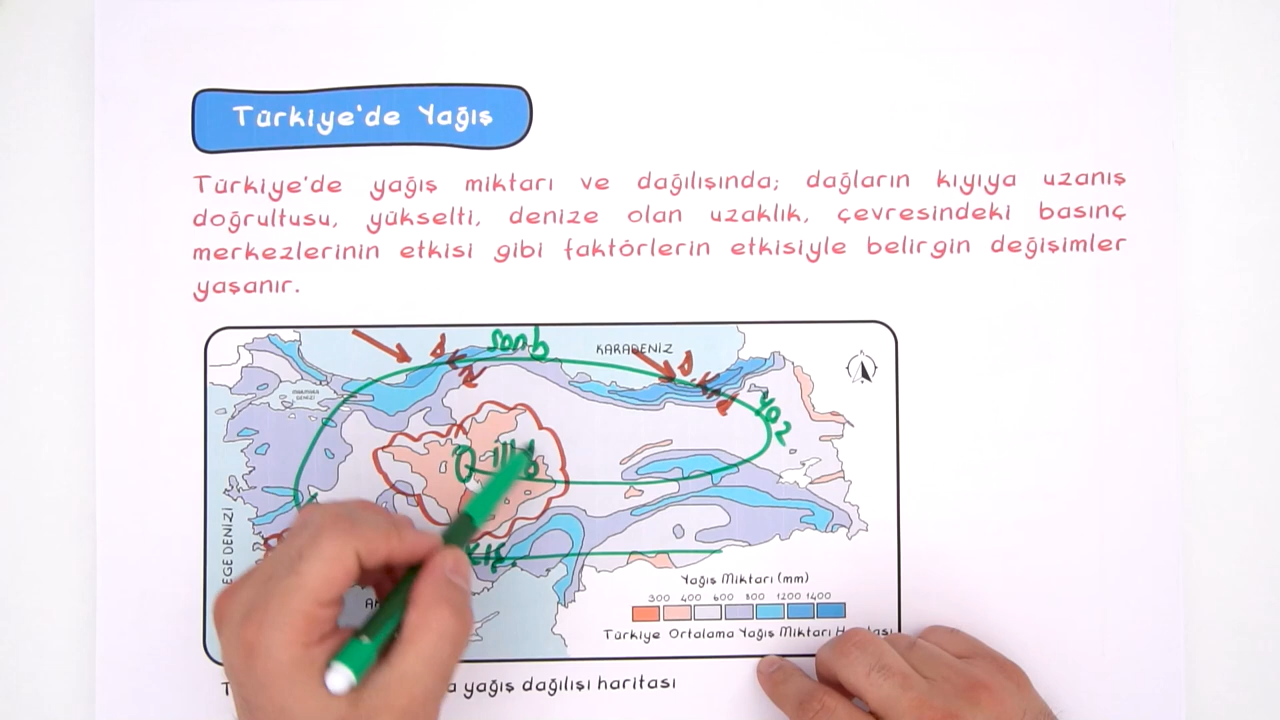 Türkiye'de Yağış
Türkiye'de yağış miktarı ve dağılışında; dağların kıyıya uzanış
doğrultusu, yükselti, denize olan uzaklık, çevresindeki basınç
merkezlerinin etkisi gibi faktörlerin etkisiyle belirgin değişimler
yaşanır.
sonb
KARADENİZ
yaz
EGE DENİZİ
KIŞ
Yağış Miktarı (mm)
300 400 600 800 1200 1400
Türkiye Ortalama Yağış Miktarı
yağış dağılışı haritası